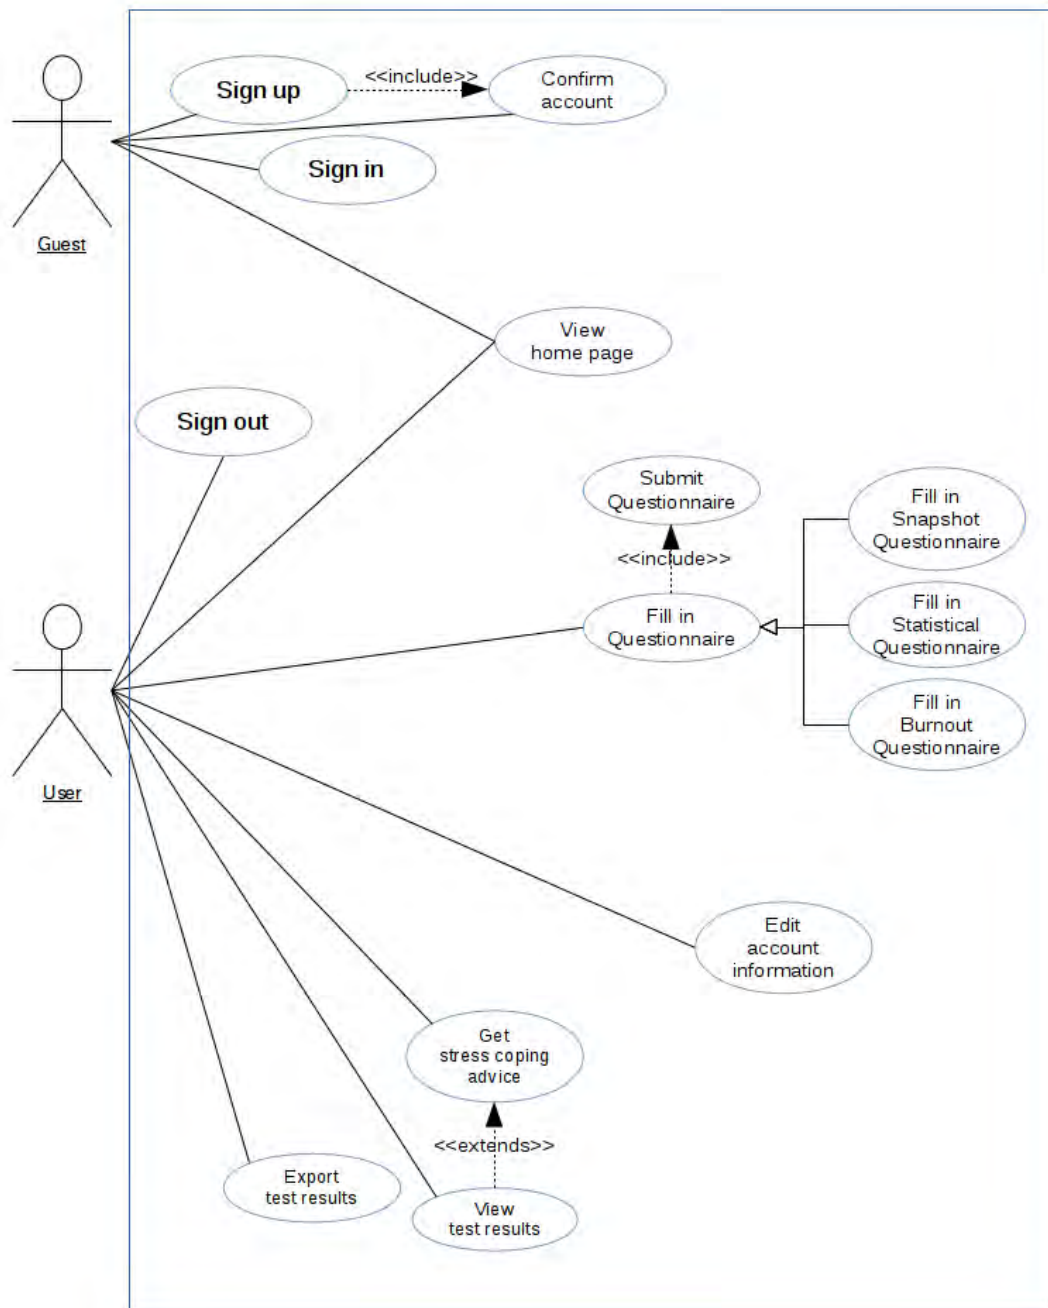 Sign up
<<include>>
Confirm
account
Sign in
Guest
View
home page
Sign out
Submit
Questionnaire
<<include>>
Fill in
Questionnaire
Fill in
Snapshot
Questionnaire
Fill in
Statistical
Questionnaire
Fill in
Burnout
Questionnaire
User
Edit
account
information
Get
stress coping
advice
<<extends>>
Export
test results
View
test results